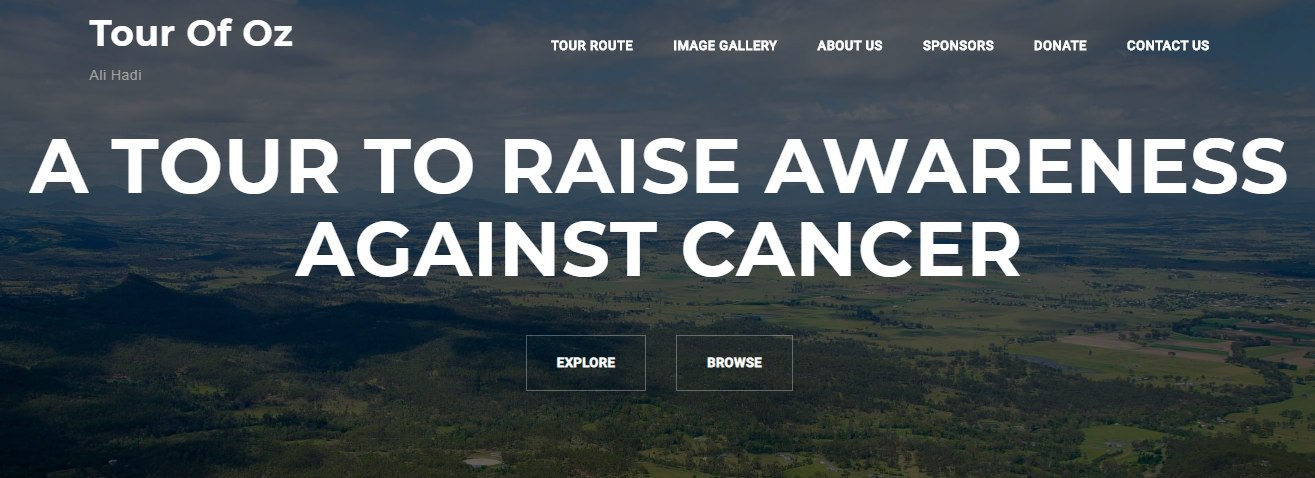 Tour Of Oz
Ali Hadi
TOUR ROUTE IMAGE GALLERY ABOUT US SPONSORS DONATE CONTACT US
A TOUR TO RAISE AWARENESS
AGAINST CANCER
EXPLORE BROWSE